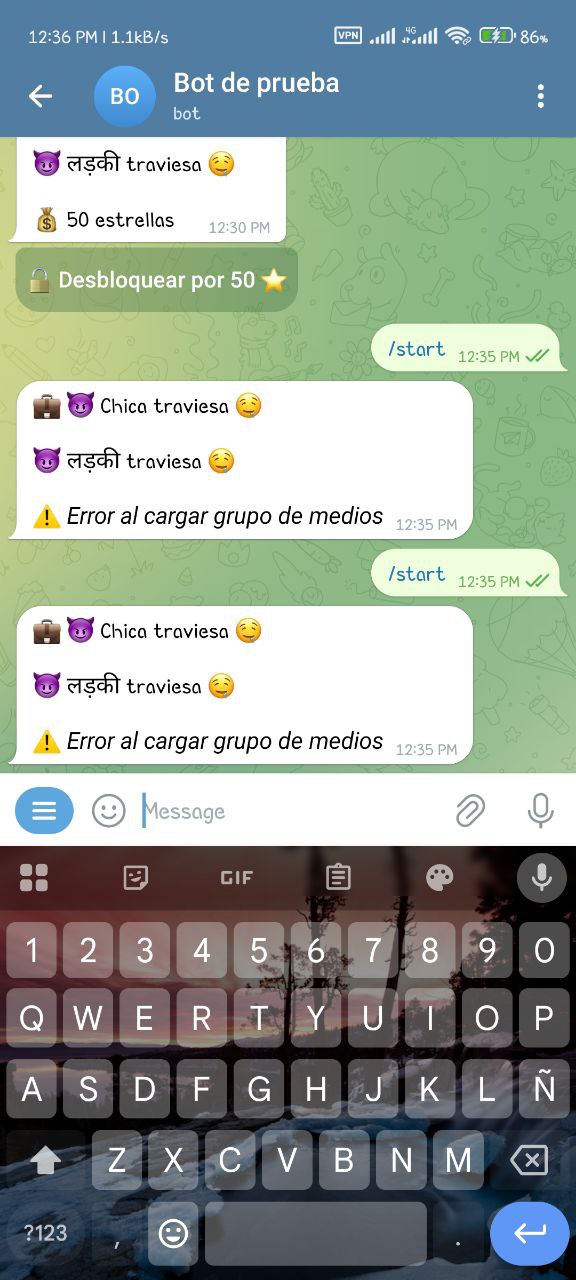 12:36 PM | 1.1kB/s VPN 4G 86%
BO Bot de prueba
bot
😈 लड़की traviesa 🤤
💰 50 estrellas 12:30 PM
🔓 Desbloquear por 50 ⭐
/start 12:35 PM
💼 😈 Chica traviesa 🤤
😈 लड़की traviesa 🤤
⚠️ Error al cargar grupo de medios 12:35 PM
/start 12:35 PM
💼 😈 Chica traviesa 🤤
😈 लड़की traviesa 🤤
⚠️ Error al cargar grupo de medios 12:35 PM
Message
GIF
1 2 3 4 5 6 7 8 9 0
Q W E R T Y U I O P
A S D F G H J K L Ñ
Z X C V B N M
?123 , .